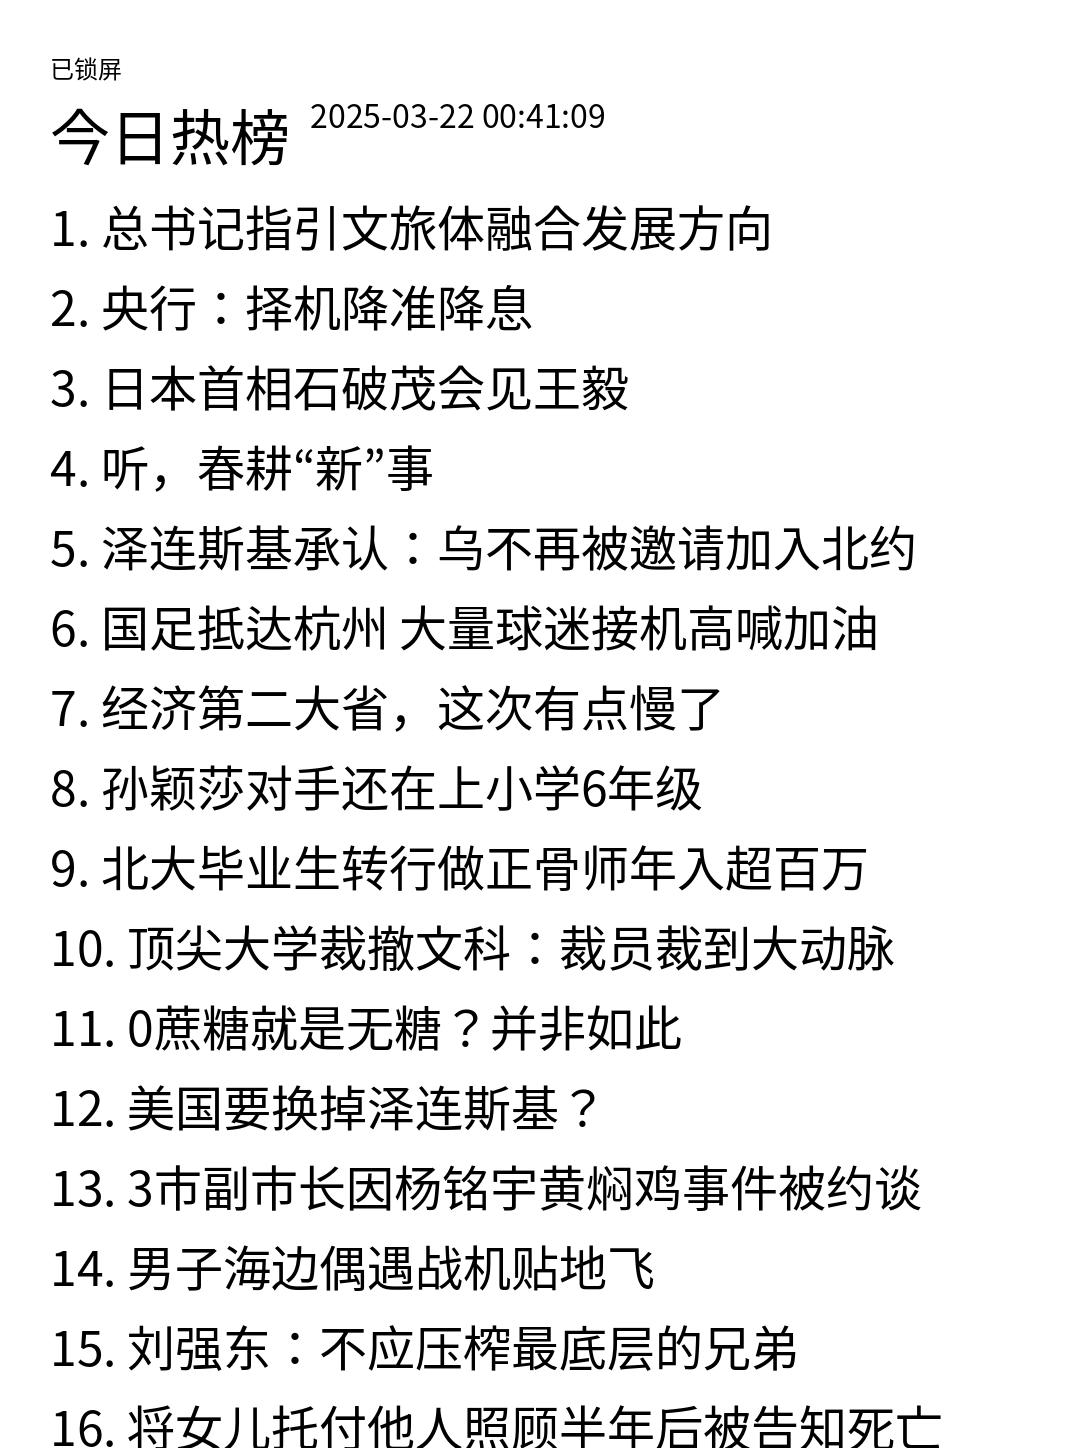 已锁屏
今日热榜 2025-03-22 00:41:09
1. 总书记指引文旅体融合发展方向
2. 央行：择机降准降息
3. 日本首相石破茂会见王毅
4. 听，春耕“新”事
5. 泽连斯基承认：乌不再被邀请加入北约
6. 国足抵达杭州 大量球迷接机高喊加油
7. 经济第二大省，这次有点慢了
8. 孙颖莎对手还在上小学6年级
9. 北大毕业生转行做正骨师年入超百万
10. 顶尖大学裁撤文科：裁员裁到大动脉
11. 0蔗糖就是无糖？并非如此
12. 美国要换掉泽连斯基？
13. 3市副市长因杨铭宇黄焖鸡事件被约谈
14. 男子海边偶遇战机贴地飞
15. 刘强东：不应压榨最底层的兄弟
16. 将女儿托付他人照顾半年后被告知死亡